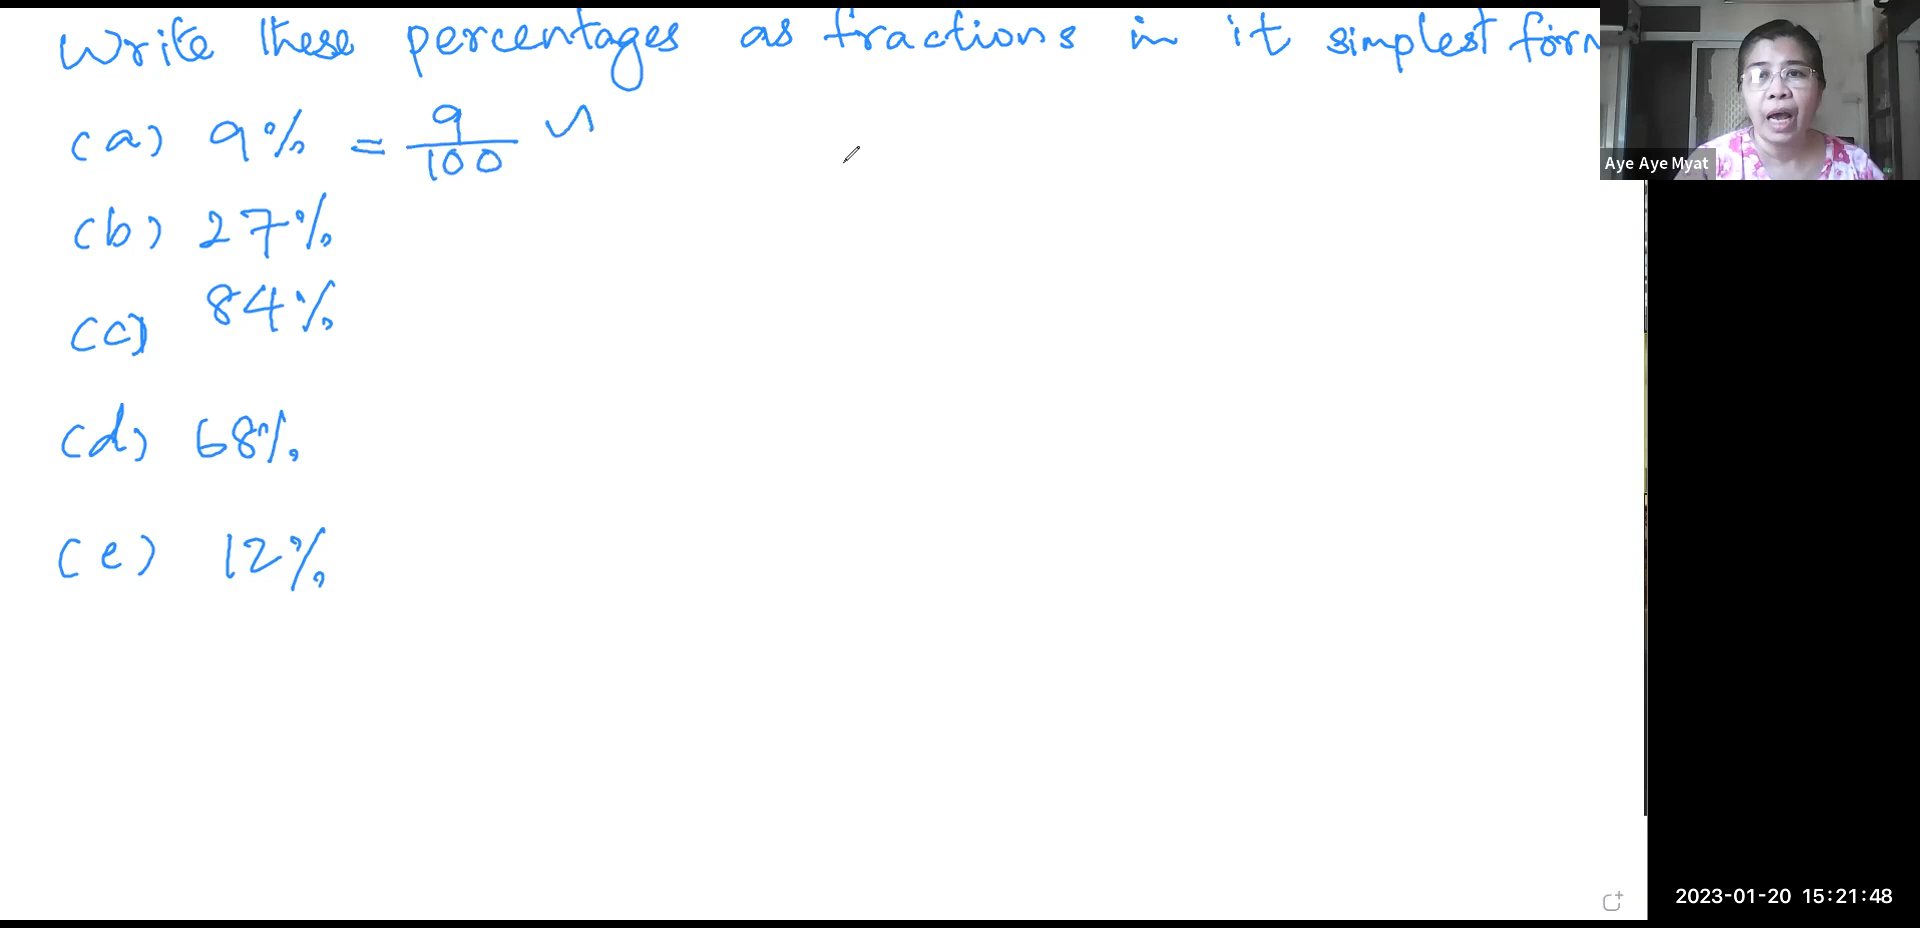 Write these percentages as fractions in it simplest form
(a) 9% = 9/100
(b) 27%
(c) 84%
(d) 68%
(e) 12%
Aye Aye Myat
2023-01-20 15:21:48